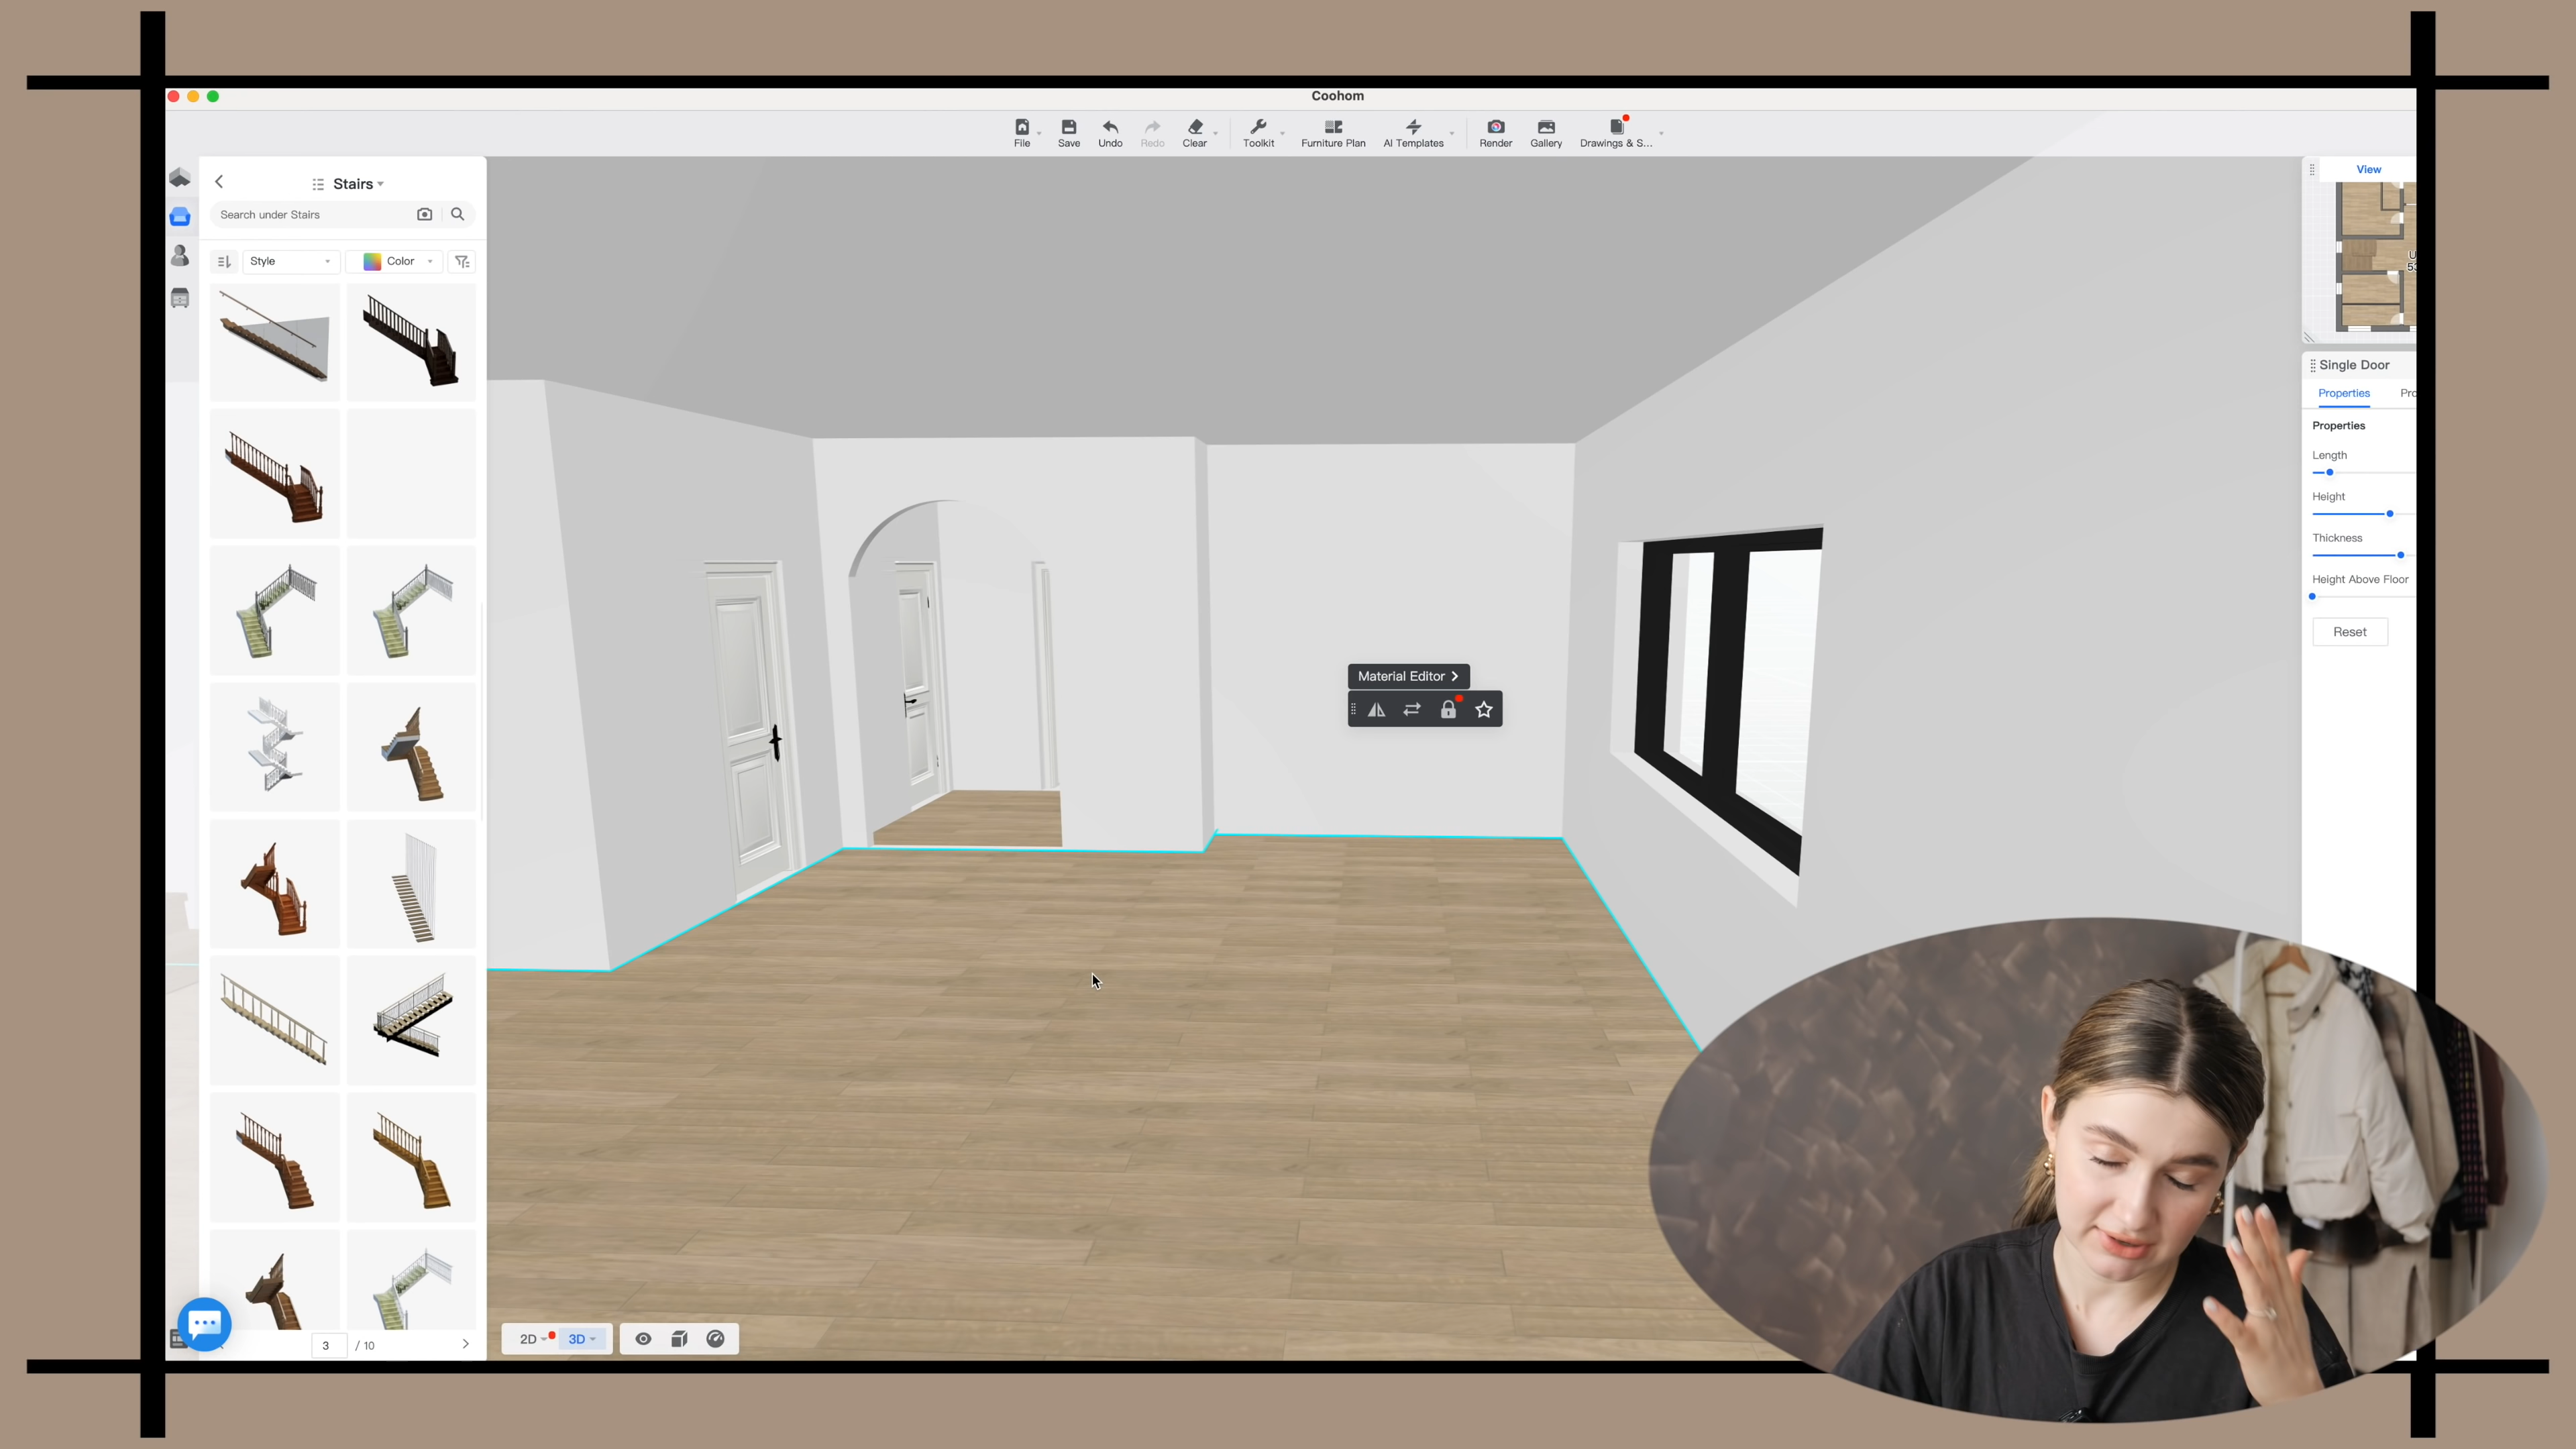 Coohom
File
Save
Undo
Redo
Clear
Toolkit
Furniture Plan
AI Templates
Render
Gallery
Drawings & S...
Stairs
Search under Stairs
Style
Color
View
Single Door
Properties
Properties
Length
Height
Thickness
Height Above Floor
Reset
Material Editor
2D
3D
3 / 10